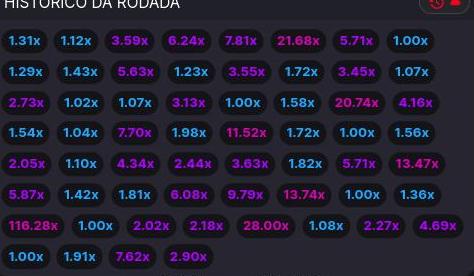 HISTÓRICO DA RODADA
1.31x 1.12x 3.59x 6.24x 7.81x 21.68x 5.71x 1.00x
1.29x 1.43x 5.63x 1.23x 3.55x 1.72x 3.45x 1.07x
2.73x 1.02x 1.07x 3.13x 1.00x 1.58x 20.74x 4.16x
1.54x 1.04x 7.70x 1.98x 11.52x 1.72x 1.00x 1.56x
2.05x 1.10x 4.34x 2.44x 3.63x 1.82x 5.71x 13.47x
5.87x 1.42x 1.81x 6.08x 9.79x 13.74x 1.00x 1.36x
116.28x 1.00x 2.02x 2.18x 28.00x 1.08x 2.27x 4.69x
1.00x 1.91x 7.62x 2.90x